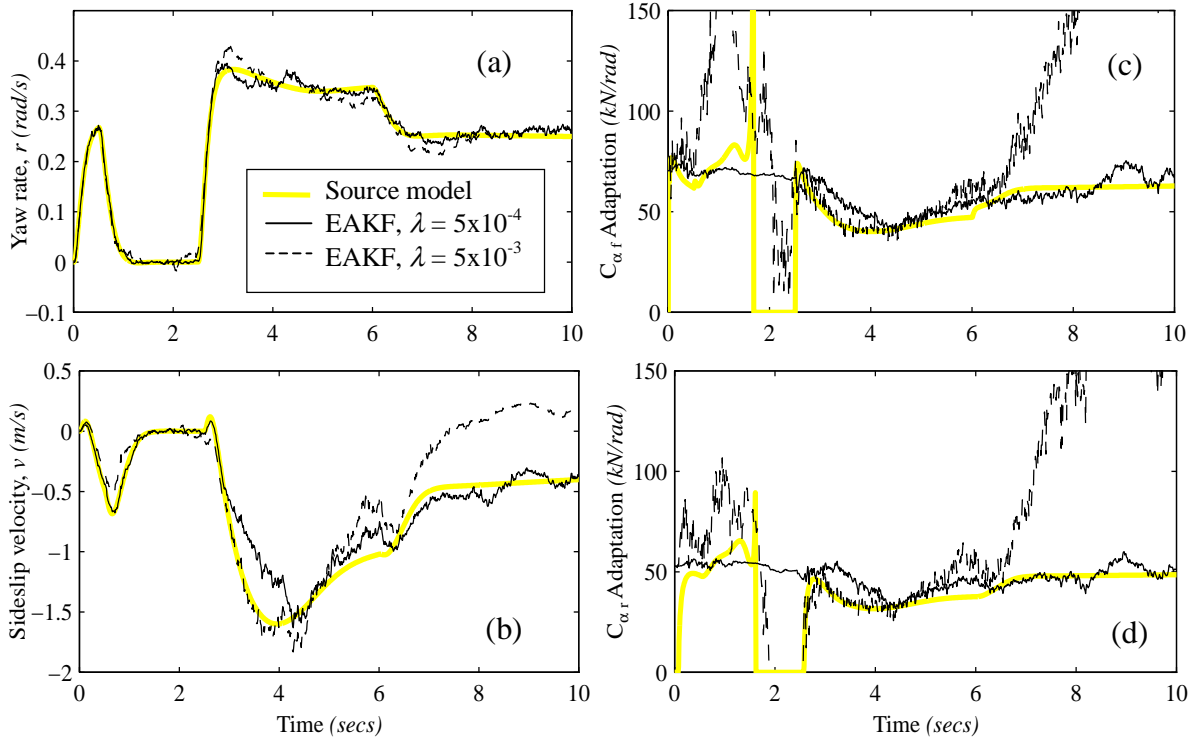 0.4
0.3
0.2
0.1
0
−0.1
Yaw rate, r (rad/s)
(a)
Source model
EAKF, λ = 5x10-4
EAKF, λ = 5x10-3
0 2 4 6 8 10
150
100
50
0
Cα f Adaptation (kN/rad)
(c)
0 2 4 6 8 10
0.5
0
−0.5
−1
−1.5
−2
Sideslip velocity, v (m/s)
(b)
0 2 4 6 8 10
Time (secs)
150
100
50
0
Cα r Adaptation (kN/rad)
(d)
0 2 4 6 8 10
Time (secs)